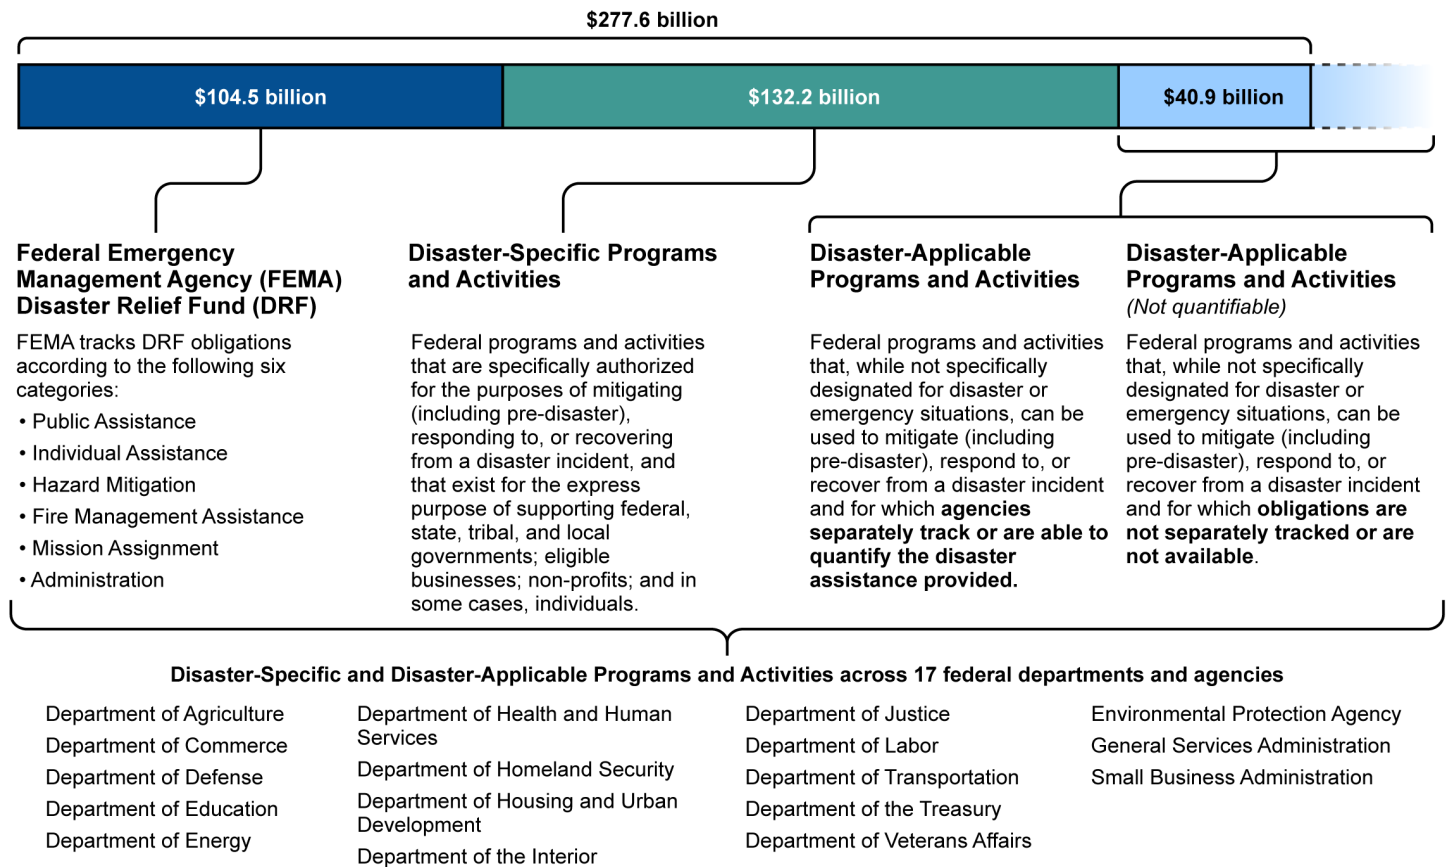 $277.6 billion
$104.5 billion
$132.2 billion
$40.9 billion
Federal Emergency
Management Agency (FEMA)
Disaster Relief Fund (DRF)
FEMA tracks DRF obligations
according to the following six
categories:
• Public Assistance
• Individual Assistance
• Hazard Mitigation
• Fire Management Assistance
• Mission Assignment
• Administration
Disaster-Specific Programs
and Activities
Federal programs and activities
that are specifically authorized
for the purposes of mitigating
(including pre-disaster),
responding to, or recovering
from a disaster incident, and
that exist for the express
purpose of supporting federal,
state, tribal, and local
governments; eligible
businesses; non-profits; and in
some cases, individuals.
Disaster-Applicable
Programs and Activities
Federal programs and activities
that, while not specifically
designated for disaster or
emergency situations, can be
used to mitigate (including
pre-disaster), respond to, or
recover from a disaster incident
and for which agencies
separately track or are able to
quantify the disaster
assistance provided.
Disaster-Applicable
Programs and Activities
(Not quantifiable)
Federal programs and activities
that, while not specifically
designated for disaster or
emergency situations, can be
used to mitigate (including
pre-disaster), respond to, or
recover from a disaster incident
and for which obligations are
not separately tracked or are
not available.
Disaster-Specific and Disaster-Applicable Programs and Activities across 17 federal departments and agencies
Department of Agriculture
Department of Commerce
Department of Defense
Department of Education
Department of Energy
Department of Health and Human
Services
Department of Homeland Security
Department of Housing and Urban
Development
Department of the Interior
Department of Justice
Department of Labor
Department of Transportation
Department of the Treasury
Department of Veterans Affairs
Environmental Protection Agency
General Services Administration
Small Business Administration